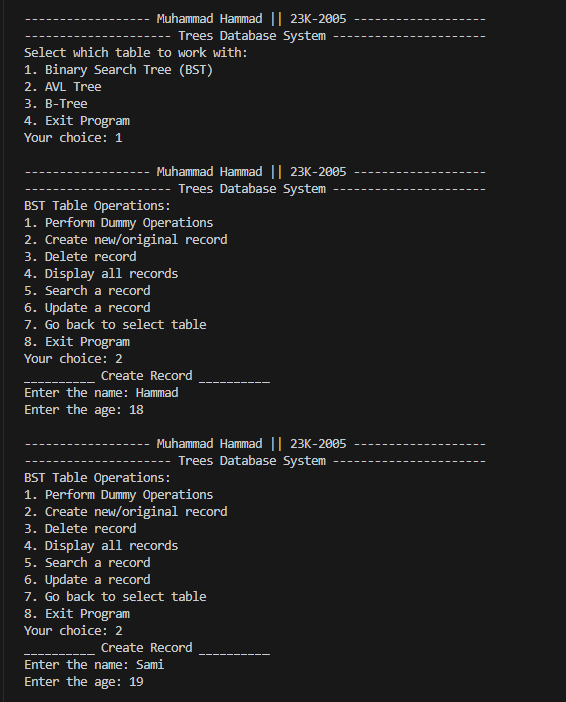 ------------------ Muhammad Hammad || 23K-2005 -------------------
--------------------- Trees Database System ----------------------
Select which table to work with:
1. Binary Search Tree (BST)
2. AVL Tree
3. B-Tree
4. Exit Program
Your choice: 1
------------------ Muhammad Hammad || 23K-2005 -------------------
--------------------- Trees Database System ----------------------
BST Table Operations:
1. Perform Dummy Operations
2. Create new/original record
3. Delete record
4. Display all records
5. Search a record
6. Update a record
7. Go back to select table
8. Exit Program
Your choice: 2
__________ Create Record __________
Enter the name: Hammad
Enter the age: 18
------------------ Muhammad Hammad || 23K-2005 -------------------
--------------------- Trees Database System ----------------------
BST Table Operations:
1. Perform Dummy Operations
2. Create new/original record
3. Delete record
4. Display all records
5. Search a record
6. Update a record
7. Go back to select table
8. Exit Program
Your choice: 2
__________ Create Record __________
Enter the name: Sami
Enter the age: 19